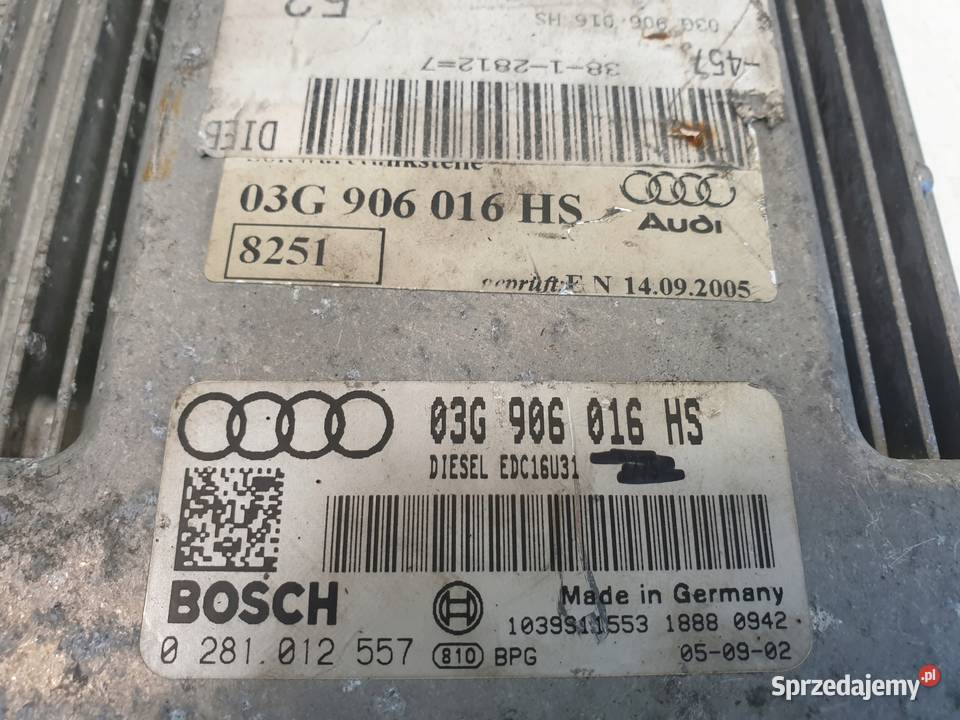 52
03G 906 016 HS
-457
38-1-2812=7
03G 906 016 HS
Audi
8251
geprüft: E N 14.09.2005
03G 906 016 HS
DIESEL EDC16U31
BOSCH
Made in Germany
1039S11553 1888 0942
0 281 012 557
810 BPG
05-09-02
Sprzedajemy.pl